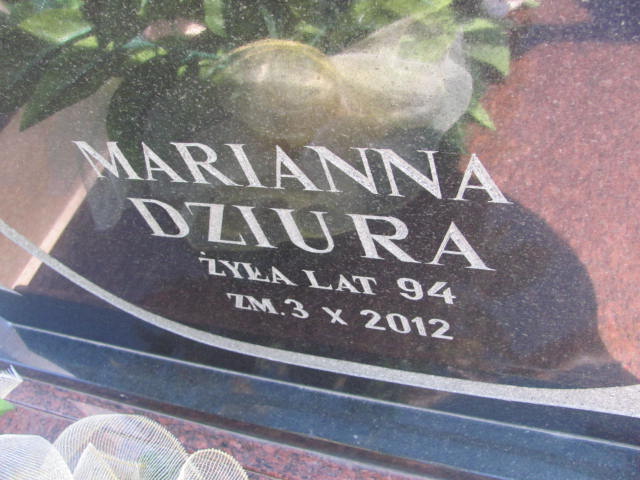 MARIANNA
DZIURA
ŻYŁA LAT 94
ZM. 3 X 2012